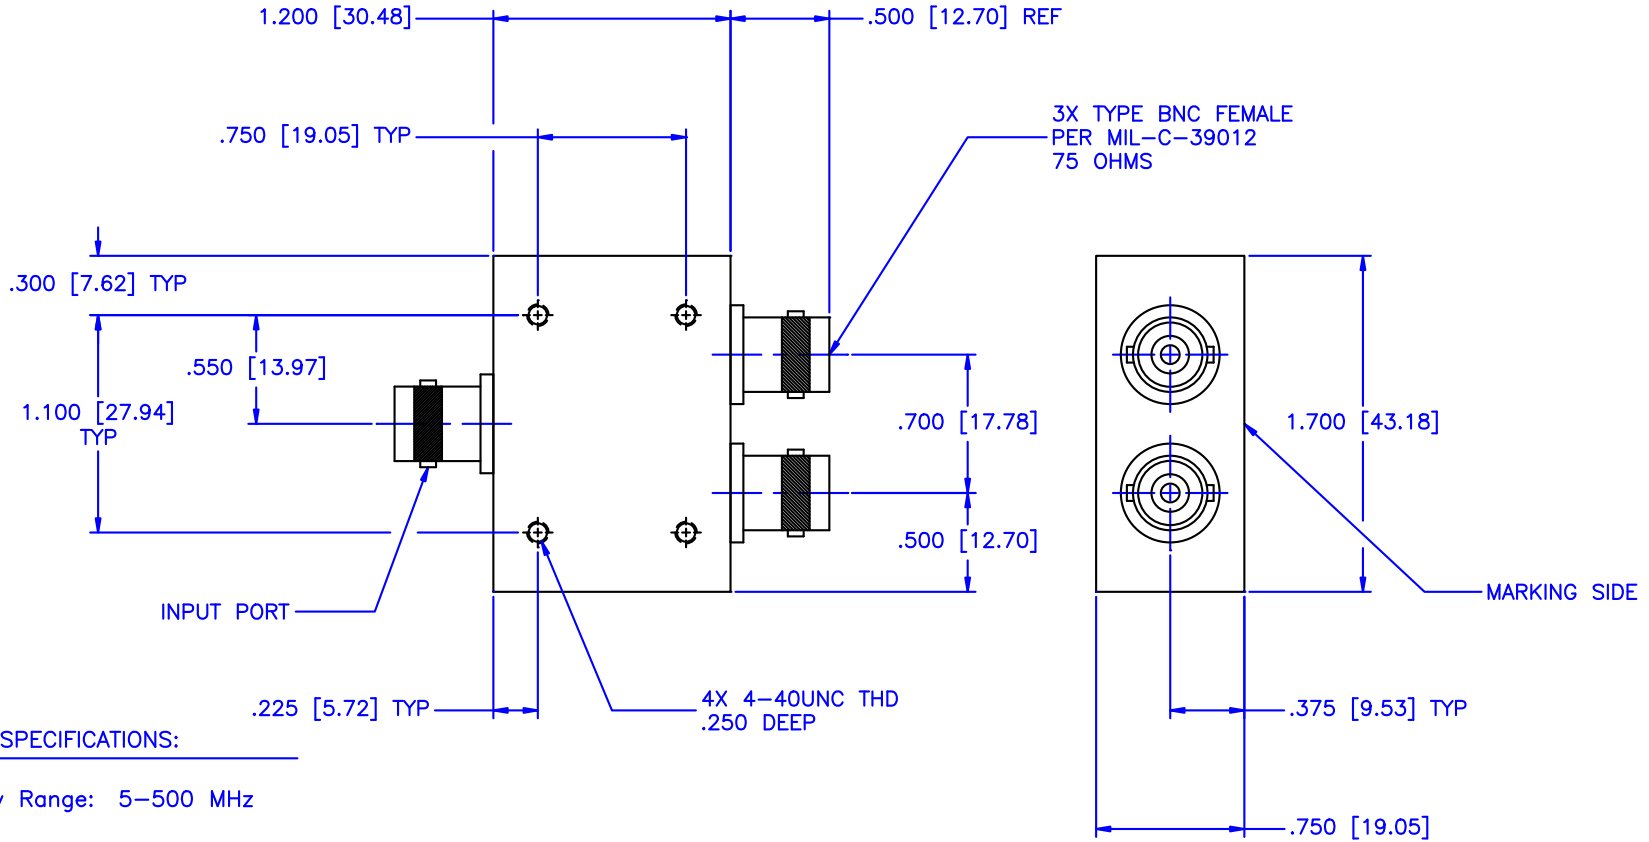 1.200 [30.48]
.500 [12.70] REF
3X TYPE BNC FEMALE
PER MIL-C-39012
75 OHMS
.750 [19.05] TYP
.300 [7.62] TYP
.550 [13.97]
1.100 [27.94]
TYP
.700 [17.78]
1.700 [43.18]
.500 [12.70]
INPUT PORT
MARKING SIDE
.225 [5.72] TYP
4X 4-40UNC THD
.250 DEEP
.375 [9.53] TYP
SPECIFICATIONS:
Range: 5-500 MHz
.750 [19.05]